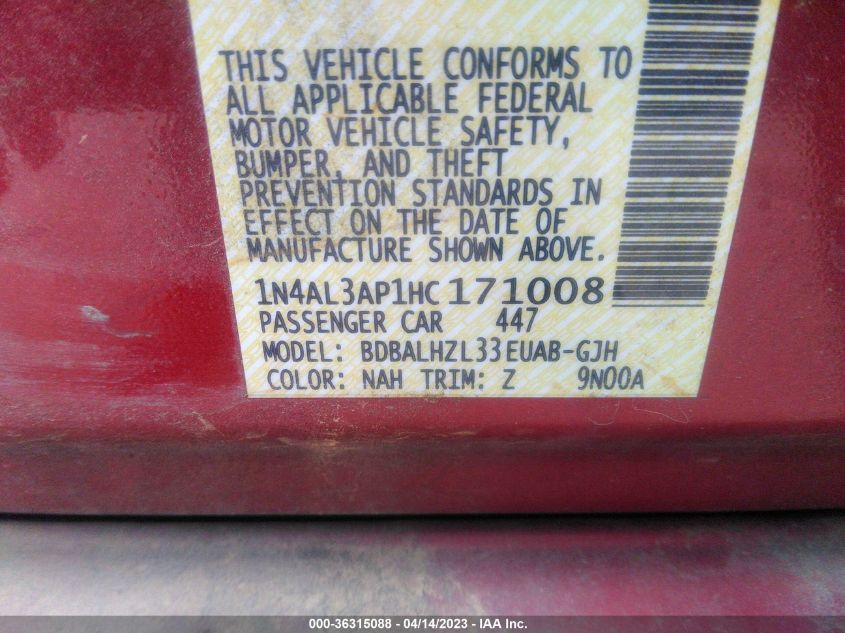 THIS VEHICLE CONFORMS TO
ALL APPLICABLE FEDERAL
MOTOR VEHICLE SAFETY,
BUMPER, AND THEFT
PREVENTION STANDARDS IN
EFFECT ON THE DATE OF
MANUFACTURE SHOWN ABOVE.
1N4AL3AP1HC171008
PASSENGER CAR 447
MODEL: BDBALHZL33EUAB-GJH
COLOR: NAH TRIM: Z 9N00A
000-36315088 - 04/14/2023 - IAA Inc.